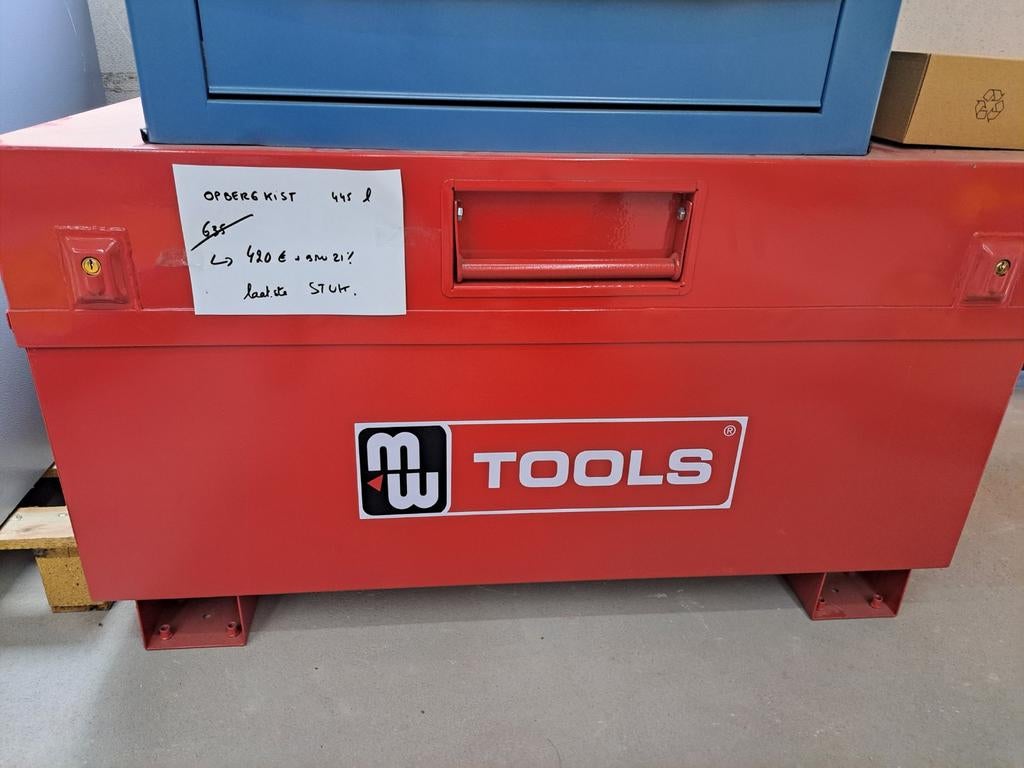 OPBERGKIST 445 l
635
↳ 420 € + BTW 21%
laatste STUK.
mw TOOLS ®